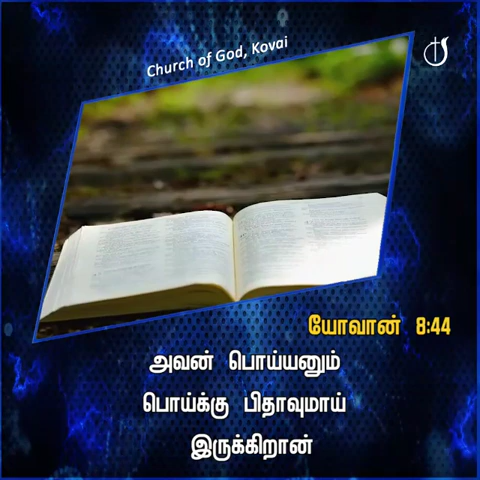 Church of God, Kovai
யோவான் 8:44
அவன் பொய்யனும்
பொய்க்கு பிதாவுமாய்
இருக்கிறான்